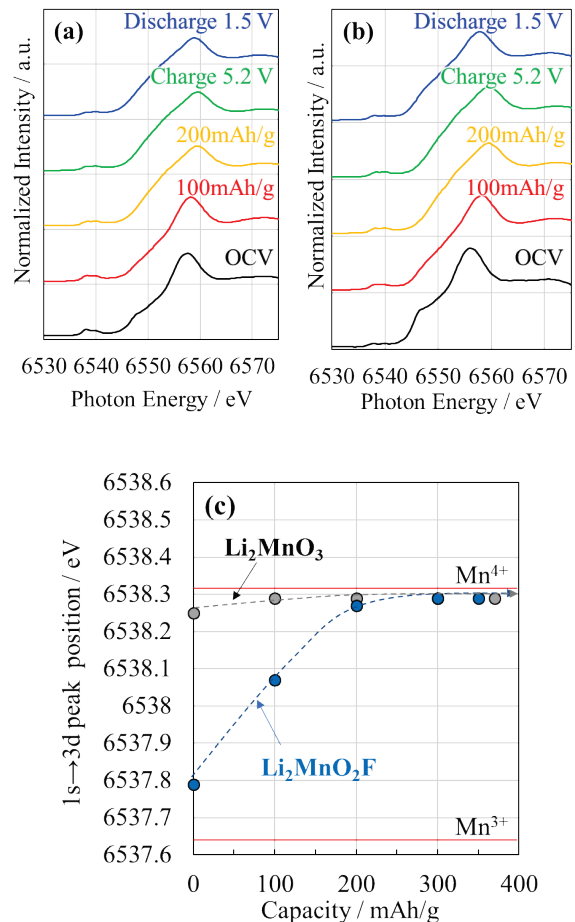 (a)
Discharge 1.5 V
Charge 5.2 V
200mAh/g
100mAh/g
OCV
Normalized Intensity / a.u.
6530 6540 6550 6560 6570
Photon Energy / eV
(b)
Discharge 1.5 V
Charge 5.2 V
200mAh/g
100mAh/g
OCV
Normalized Intensity / a.u.
6530 6540 6550 6560 6570
Photon Energy / eV
(c)
6538.6
6538.5
6538.4
6538.3
6538.2
6538.1
6538
6537.9
6537.8
6537.7
6537.6
1s→3d peak position / eV
Li₂MnO₃
Mn⁴⁺
Li₂MnO₂F
Mn³⁺
0 100 200 300 400
Capacity / mAh/g